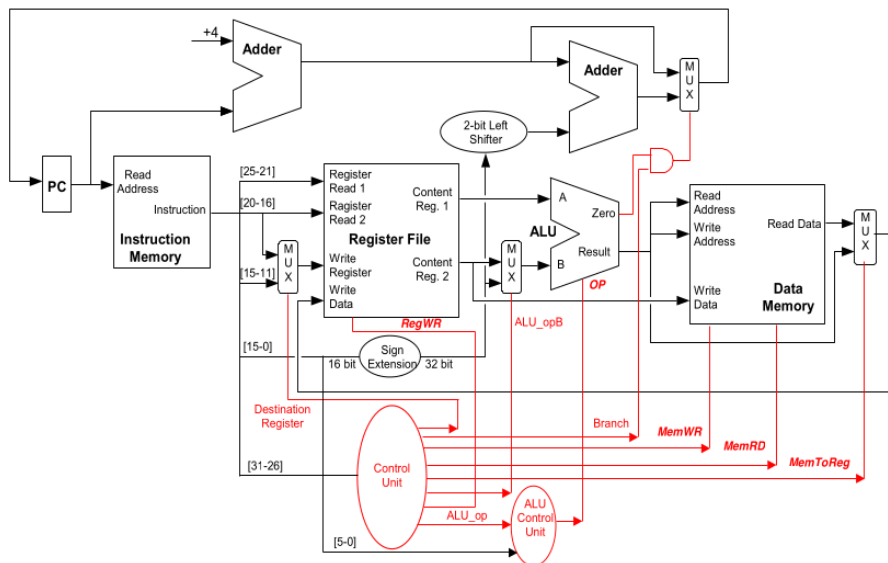 +4
Adder
Adder
M
U
X
2-bit Left
Shifter
[25-21]
PC
Read
Address
Instruction
Instruction
Memory
[20-16]
[15-11]
M
U
X
Register
Read 1
Ragister
Read 2
Content
Reg. 1
Register File
Write
Register
Content
Reg. 2
Write
Data
RegWR
M
U
X
A
Zero
ALU
Result
B
OP
ALU_opB
Read
Address
Write
Address
Read Data
Write
Data
Data
Memory
M
U
X
[15-0]
16 bit
Sign
Extension
32 bit
Destination
Register
Branch
MemWR
MemRD
MemToReg
[31-26]
Control
Unit
ALU_op
ALU
Control
Unit
[5-0]